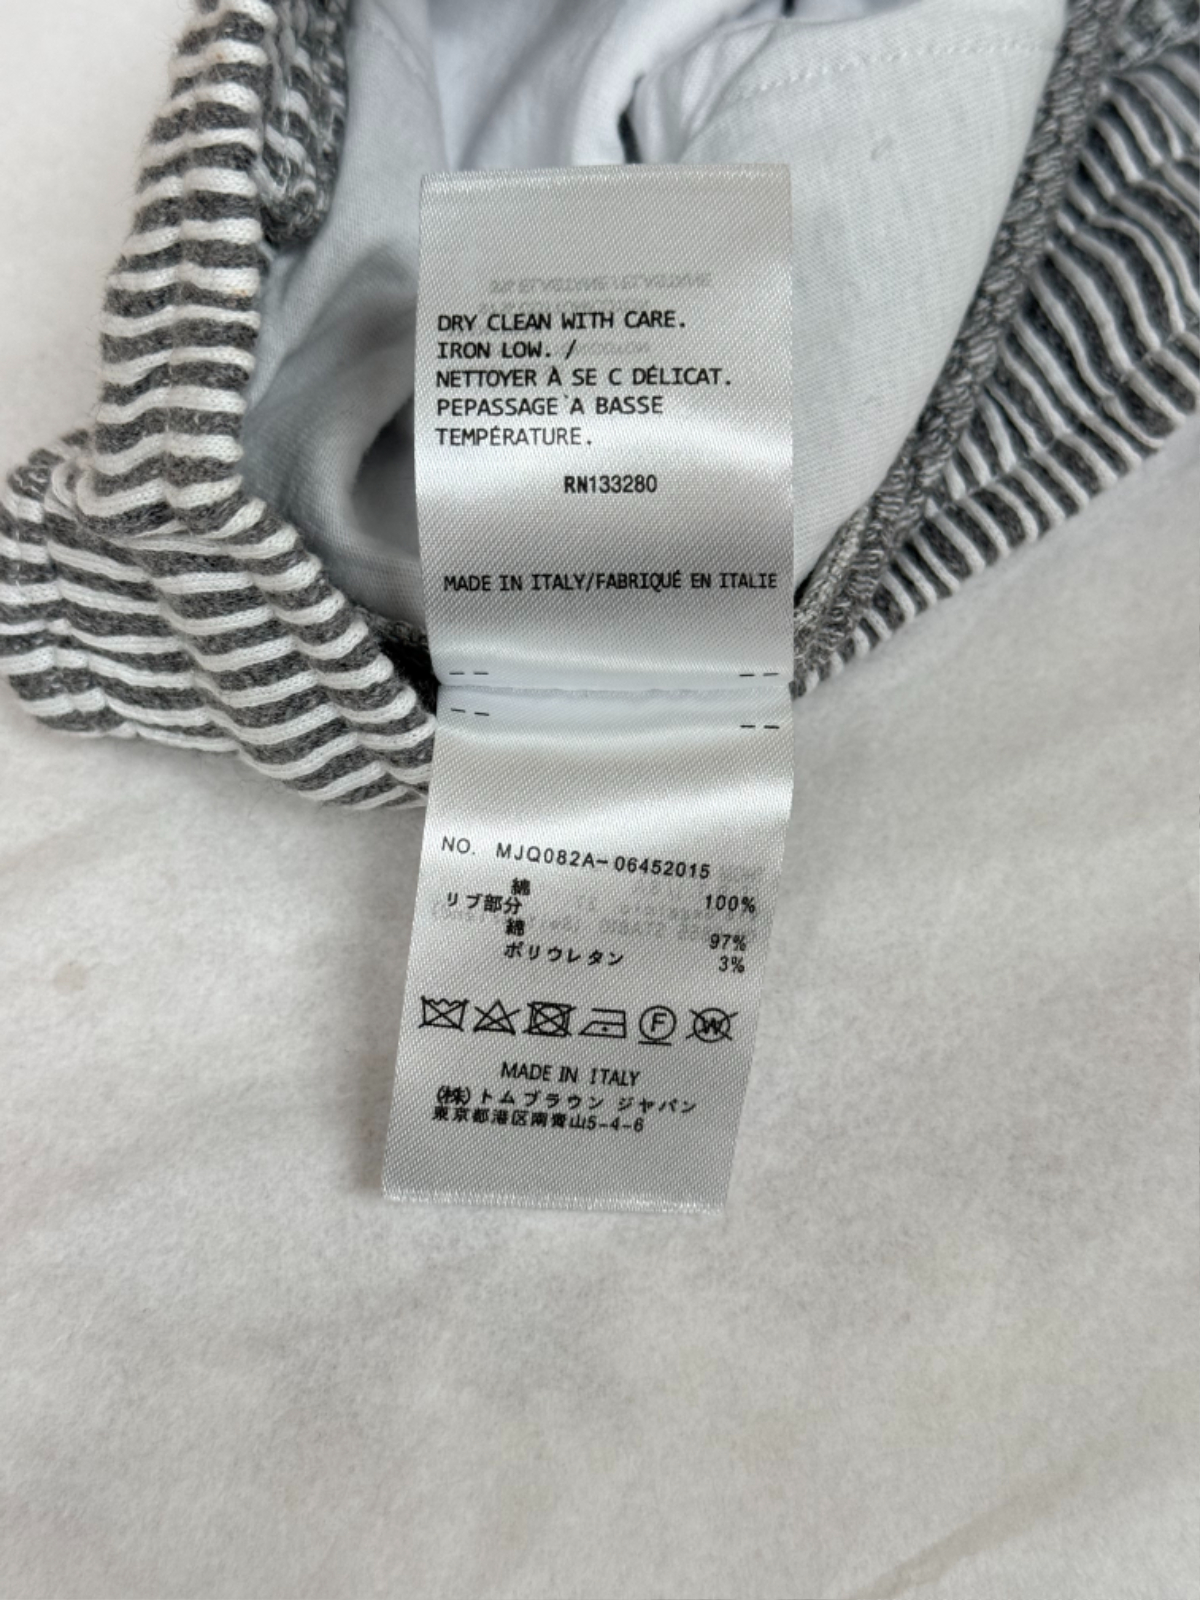 DRY CLEAN WITH CARE.
IRON LOW. /
NETTOYER À SE C DÉLICAT.
PEPASSAGE`A BASSE
TEMPÉRATURE.
RN133280
MADE IN ITALY/FABRIQUÉ EN ITALIE
NO. MJQ082A-06452015
綿 100%
リブ部分
綿 97%
ポリウレタン 3%
F W
MADE IN ITALY
(株)トムブラウン ジャパン
東京都港区南青山5-4-6